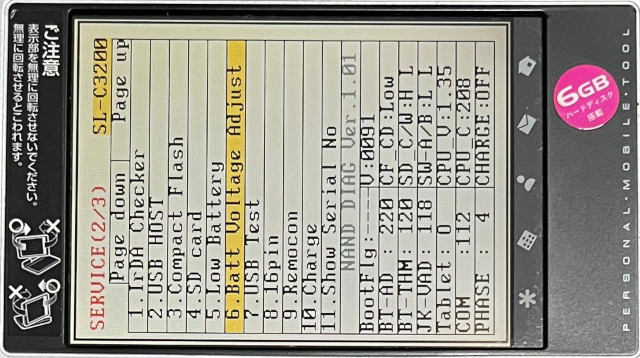 SERVICE(2/3) SL-C3200
Page down Page up
1.IrDA Checker
2.USB HOST
3.Compact Flash
4.SD card
5.Low Battery
6.Batt Voltage Adjust
7.USB Test
8.16pin
9.Remocon
10.Charge
11.Show Serial No
NAND DIAG Ver.1.01
BootFlg:---- V:0091
BT-AD : 220 CF_CD:Low
BT-THM: 120 SD_C/W:H L
JK-VAD: 118 SW-A/B:L L
Tablet: 0 CPU_V:1.35
COM :112 CPU_C:208
PHASE : 4 CHARGE:OFF
ご注意
表示部を無理に回転させないでください。
無理に回転させるとこわれます。
6GB
ハードディスク
搭載
PERSONAL・MOBILE・TOOL